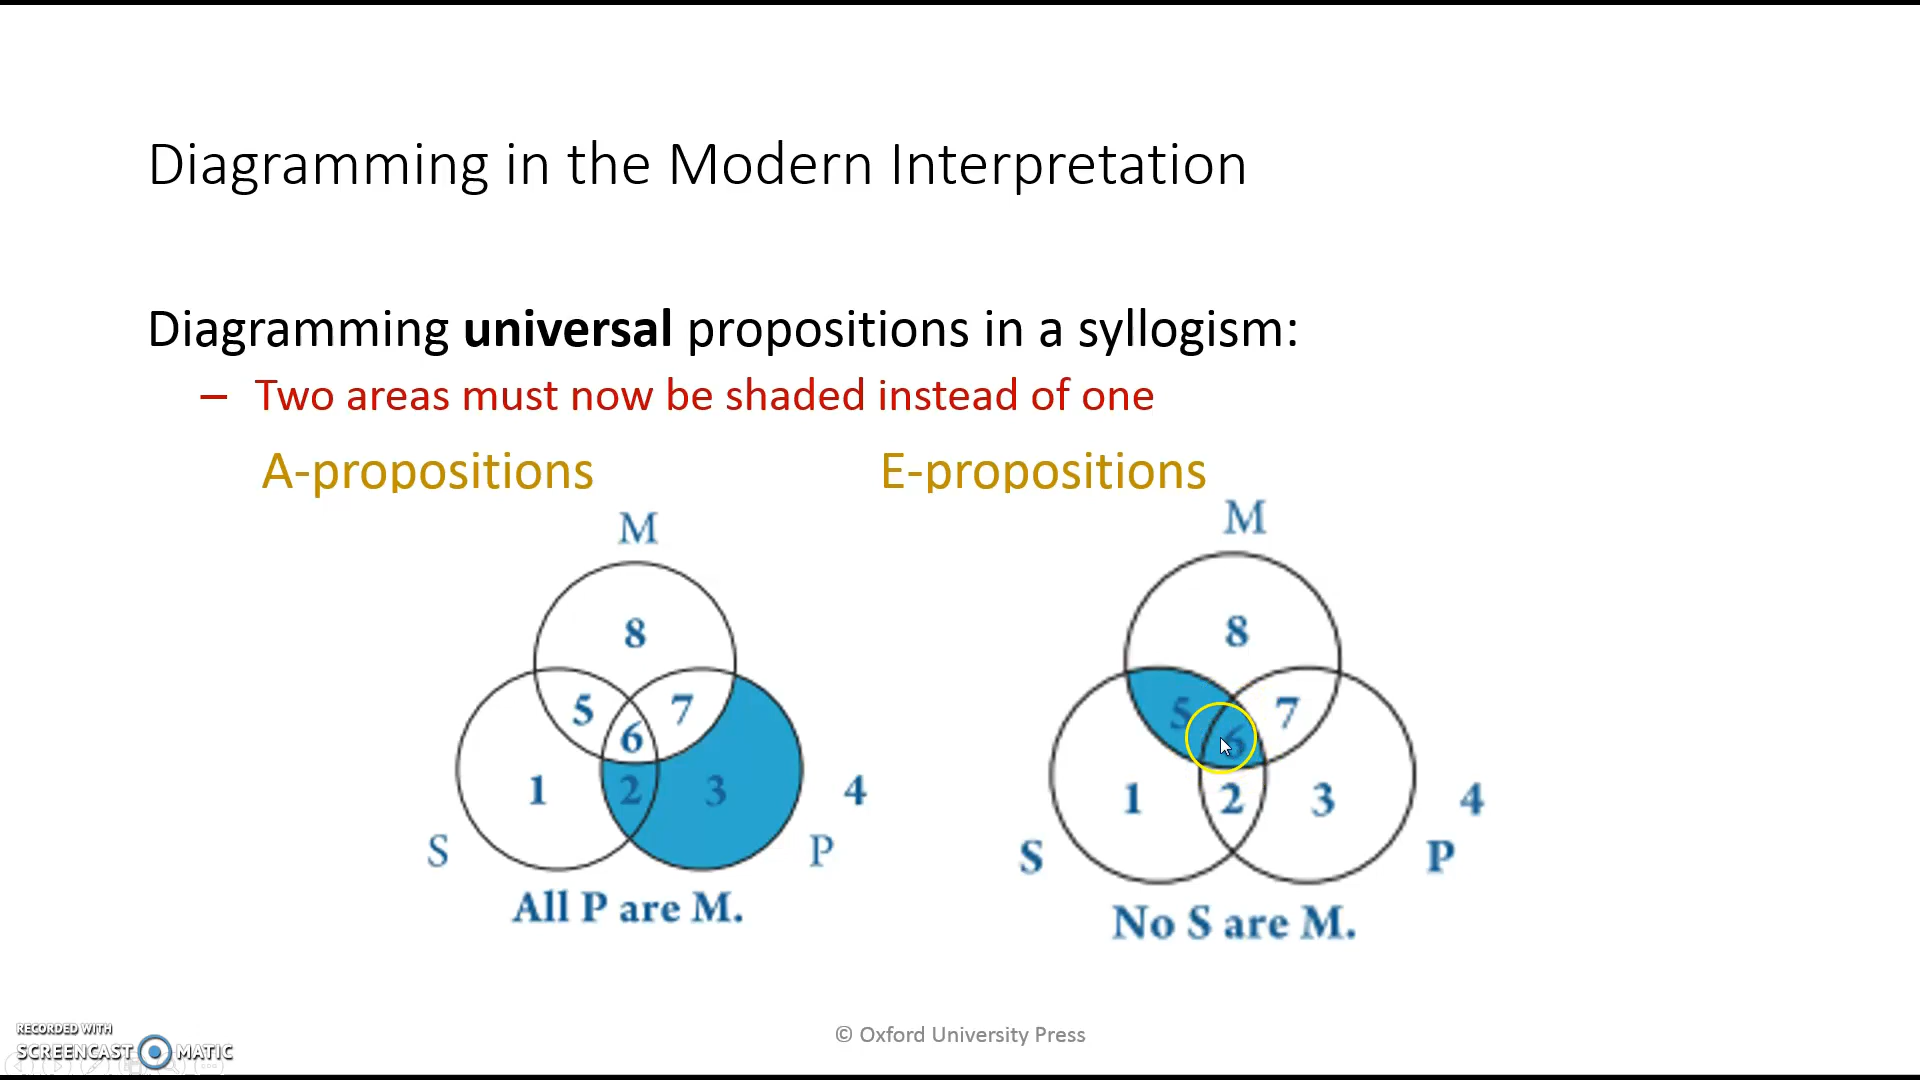 Diagramming in the Modern Interpretation
Diagramming universal propositions in a syllogism:
– Two areas must now be shaded instead of one
A-propositions
E-propositions
M
8
5
7
6
1
2
3
4
S
P
All P are M.
M
8
5
7
6
1
2
3
4
S
P
No S are M.
© Oxford University Press
RECORDED WITH
SCREENCAST MATIC